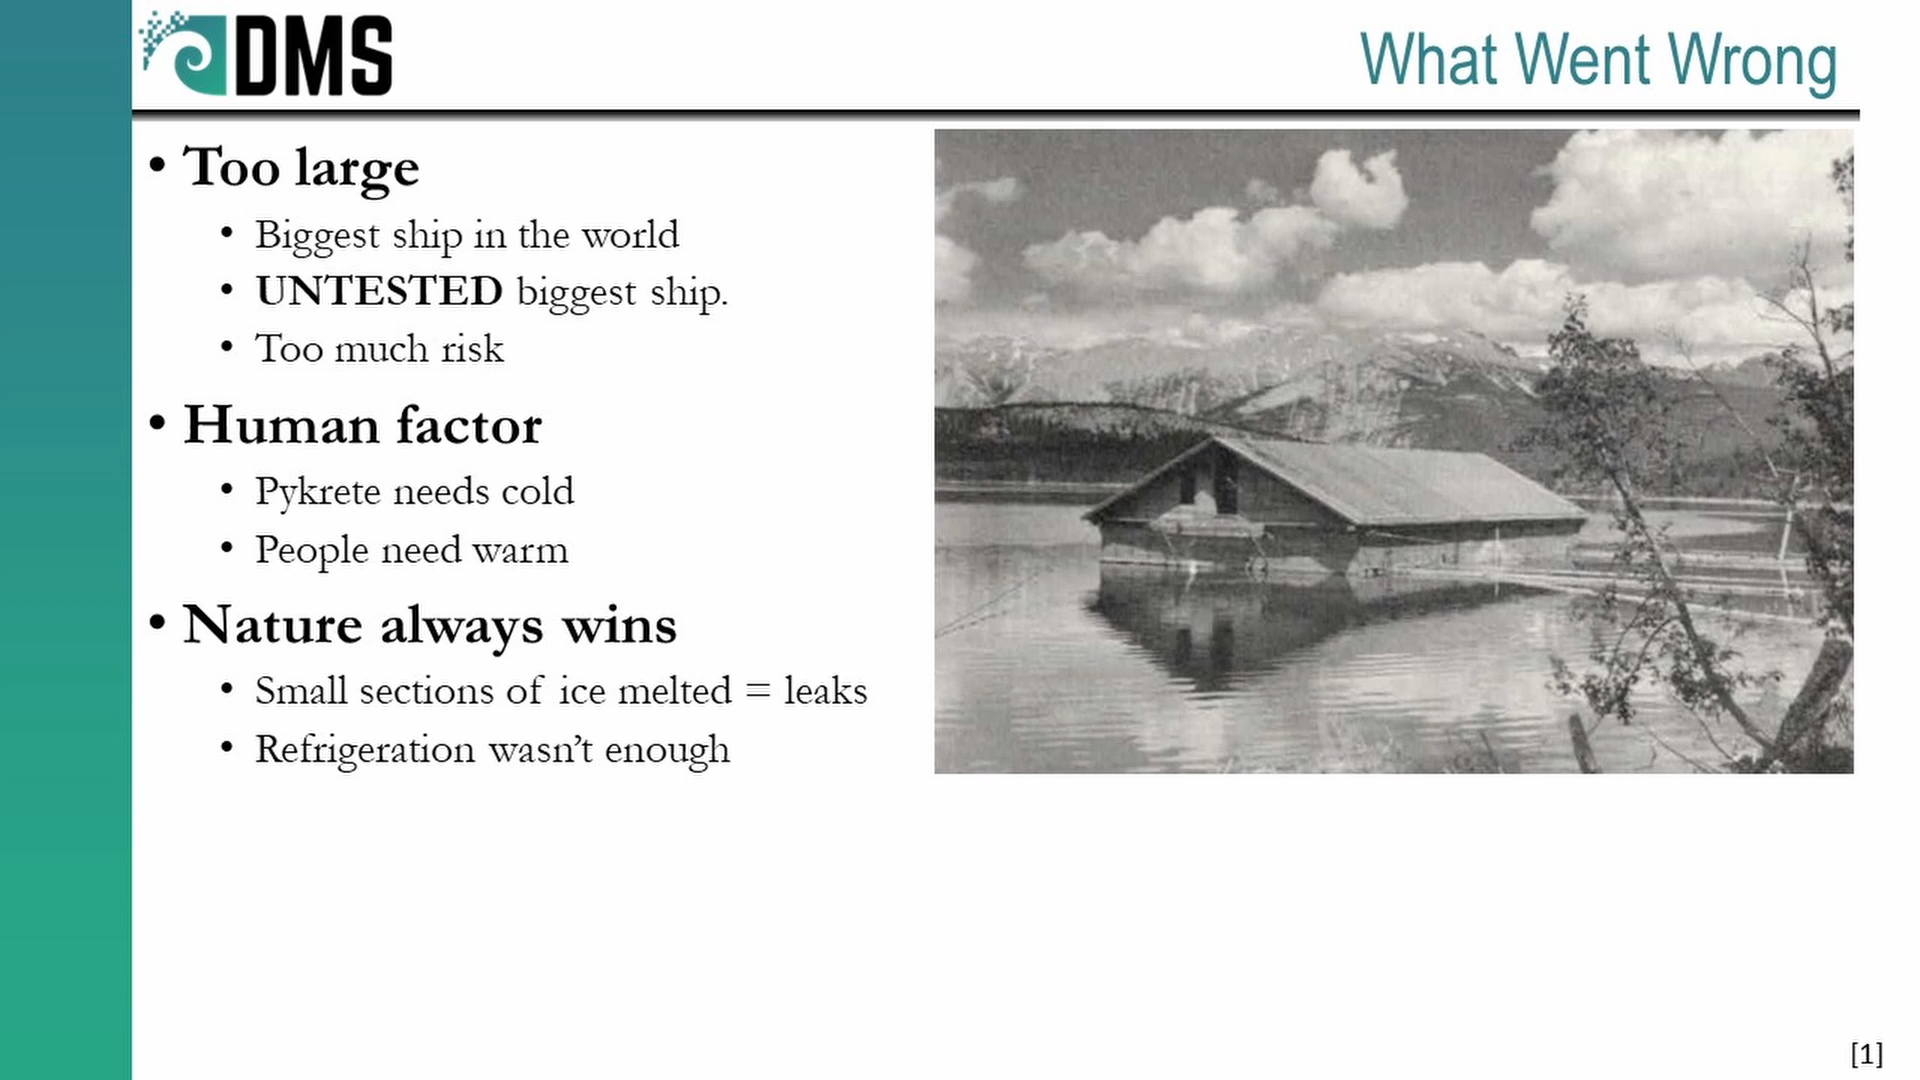 DMS
What Went Wrong
• Too large
• Biggest ship in the world
• UNTESTED biggest ship.
• Too much risk
• Human factor
• Pykrete needs cold
• People need warm
• Nature always wins
• Small sections of ice melted ≡ leaks
• Refrigeration wasn’t enough
[1]